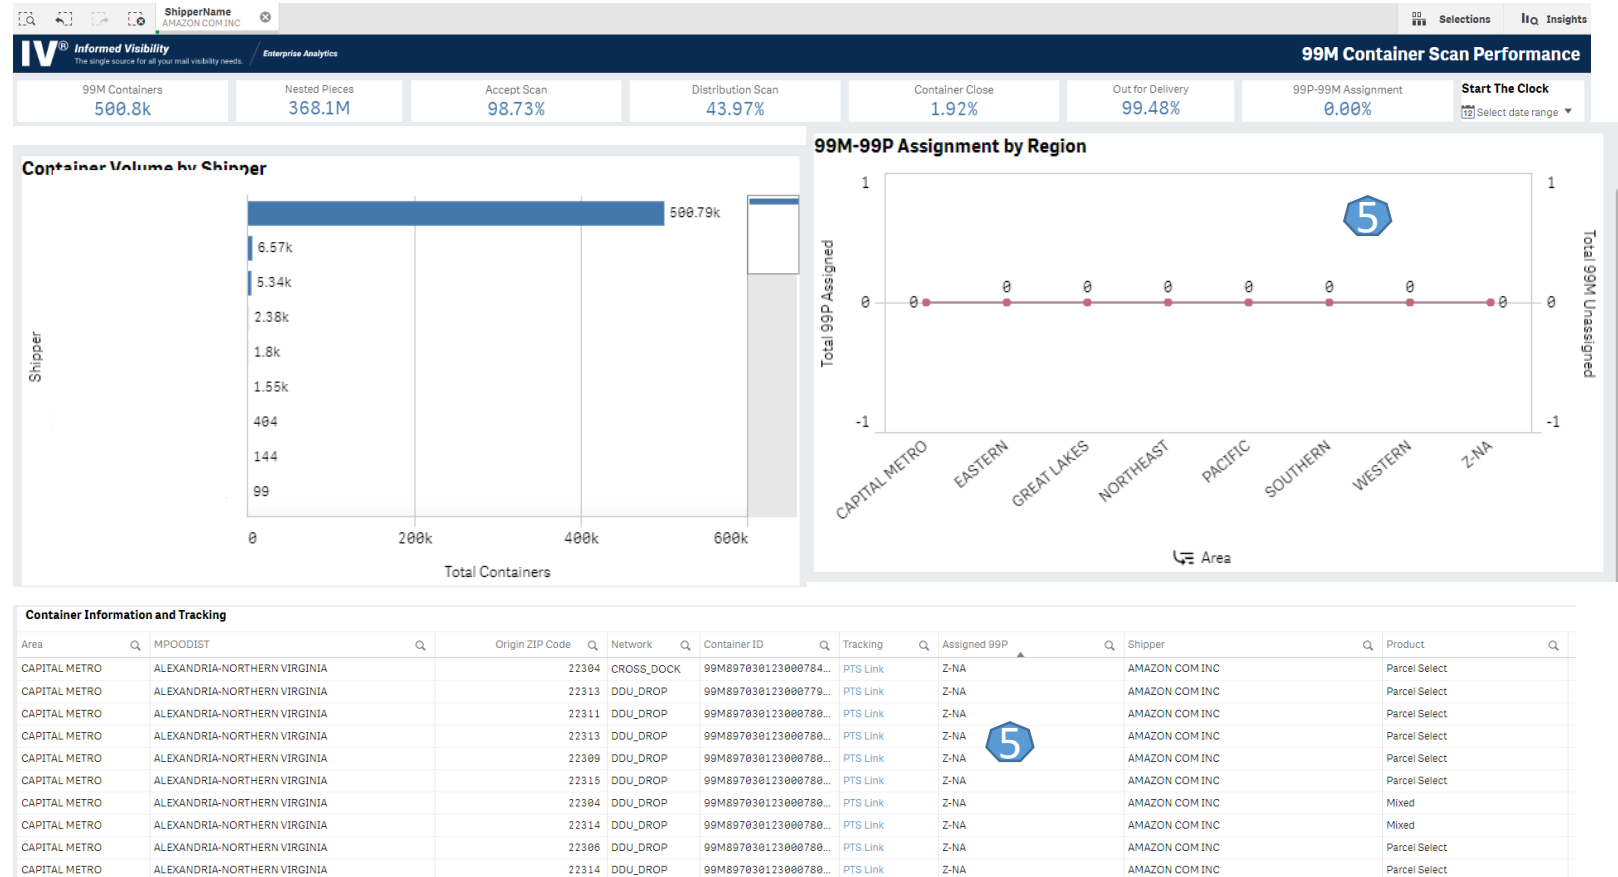 ShipperName
AMAZON COM INC
Selections
Insights
IV® Informed Visibility
The single source for all your mail visibility needs.
Enterprise Analytics
99M Container Scan Performance
99M Containers
500.8k
Nested Pieces
368.1M
Accept Scan
98.73%
Distribution Scan
43.97%
Container Close
1.92%
Out for Delivery
99.48%
99P-99M Assignment
0.00%
Start The Clock
12 Select date range
Container Volume by Shipper
Shipper
500.79k
6.57k
5.34k
2.38k
1.8k
1.55k
404
144
99
0 200k 400k 600k
Total Containers
99M-99P Assignment by Region
Total 99P Assigned
1
0
-1
5
0 0 0 0 0 0 0 0
1
0
-1
Total 99M Unassigned
CAPITAL METRO EASTERN GREAT LAKES NORTHEAST PACIFIC SOUTHERN WESTERN Z-NA
Area
Container Information and Tracking
Area MPOODIST Origin ZIP Code Network Container ID Tracking Assigned 99P Shipper Product
CAPITAL METRO ALEXANDRIA-NORTHERN VIRGINIA 22304 CROSS_DOCK 99M897030123000784... PTS Link Z-NA AMAZON COM INC Parcel Select
CAPITAL METRO ALEXANDRIA-NORTHERN VIRGINIA 22313 DDU_DROP 99M897030123000779... PTS Link Z-NA AMAZON COM INC Parcel Select
CAPITAL METRO ALEXANDRIA-NORTHERN VIRGINIA 22311 DDU_DROP 99M897030123000780... PTS Link Z-NA AMAZON COM INC Parcel Select
CAPITAL METRO ALEXANDRIA-NORTHERN VIRGINIA 22313 DDU_DROP 99M897030123000780... PTS Link Z-NA AMAZON COM INC Parcel Select
5
CAPITAL METRO ALEXANDRIA-NORTHERN VIRGINIA 22309 DDU_DROP 99M897030123000780... PTS Link Z-NA AMAZON COM INC Parcel Select
CAPITAL METRO ALEXANDRIA-NORTHERN VIRGINIA 22315 DDU_DROP 99M897030123000780... PTS Link Z-NA AMAZON COM INC Parcel Select
CAPITAL METRO ALEXANDRIA-NORTHERN VIRGINIA 22304 DDU_DROP 99M897030123000780... PTS Link Z-NA AMAZON COM INC Mixed
CAPITAL METRO ALEXANDRIA-NORTHERN VIRGINIA 22314 DDU_DROP 99M897030123000780... PTS Link Z-NA AMAZON COM INC Mixed
CAPITAL METRO ALEXANDRIA-NORTHERN VIRGINIA 22306 DDU_DROP 99M897030123000780... PTS Link Z-NA AMAZON COM INC Parcel Select
CAPITAL METRO ALEXANDRIA-NORTHERN VIRGINIA 22314 DDU_DROP 99M897030123000780... PTS Link Z-NA AMAZON COM INC Parcel Select